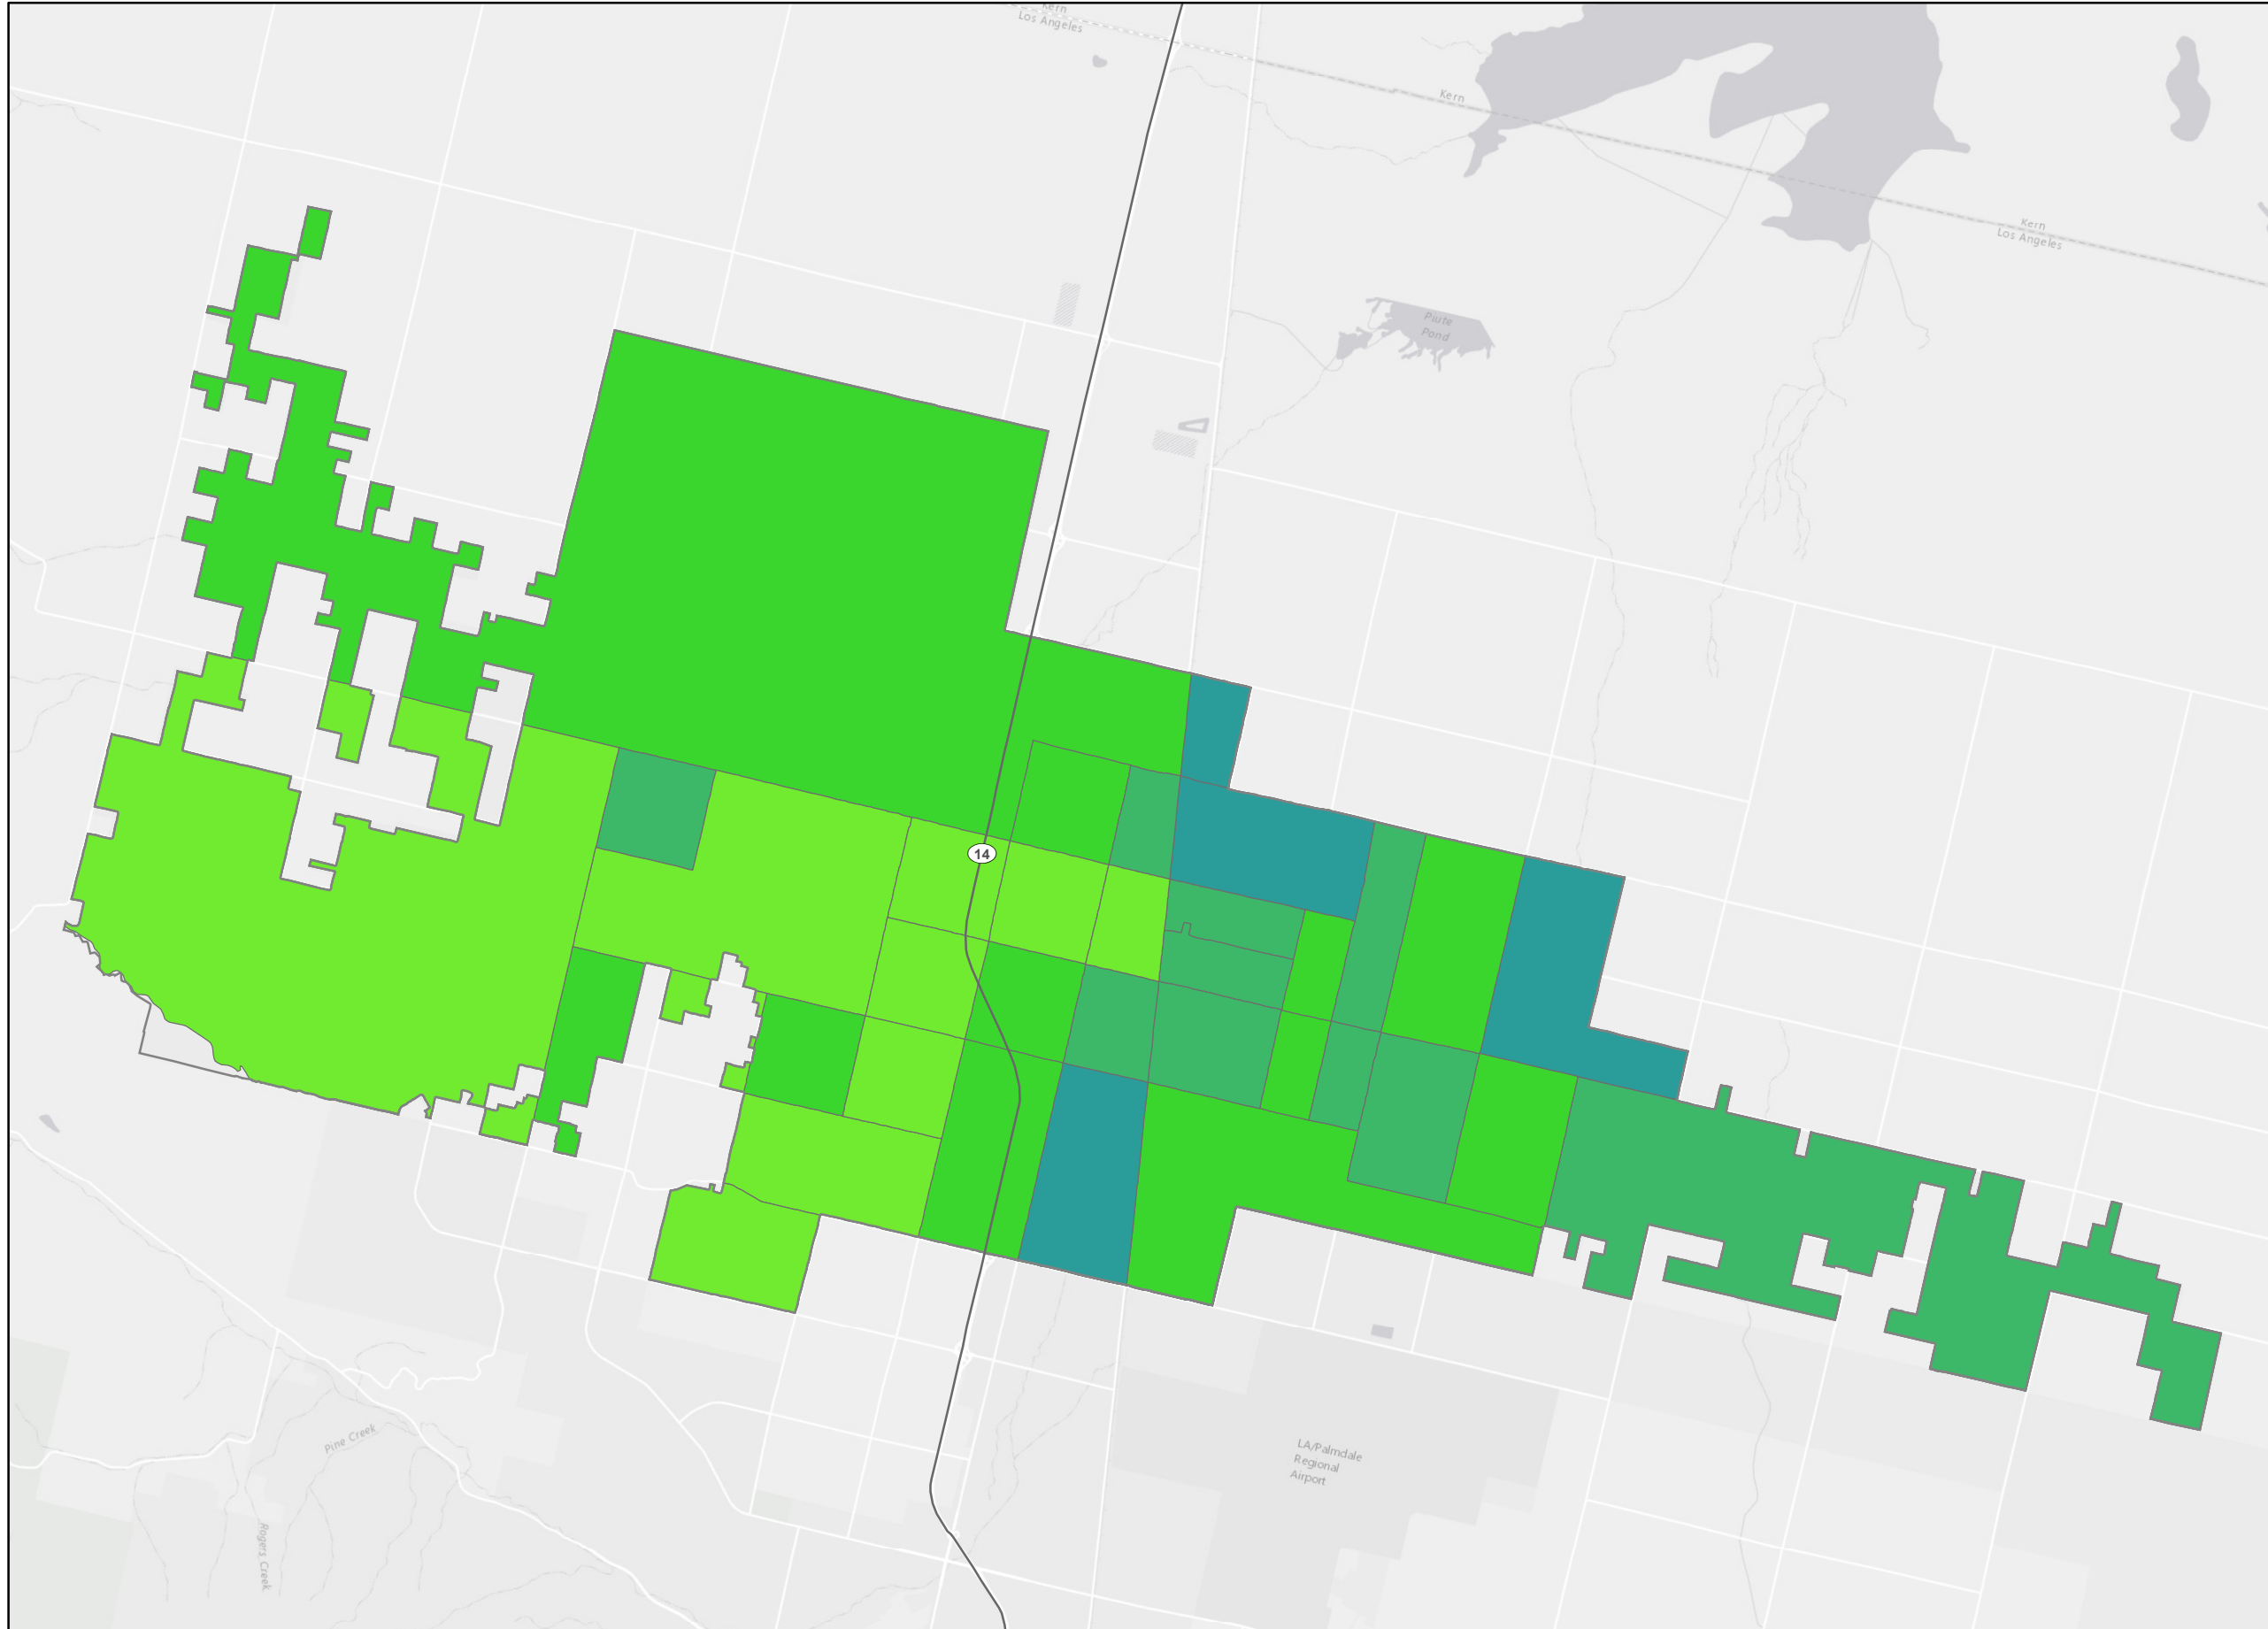 Kern
Los Angeles
Kern
Kern
Los Angeles
Piute
Pond
14
LA/Palmdale
Regional
Airport
Pine Creek
Rogers Creek